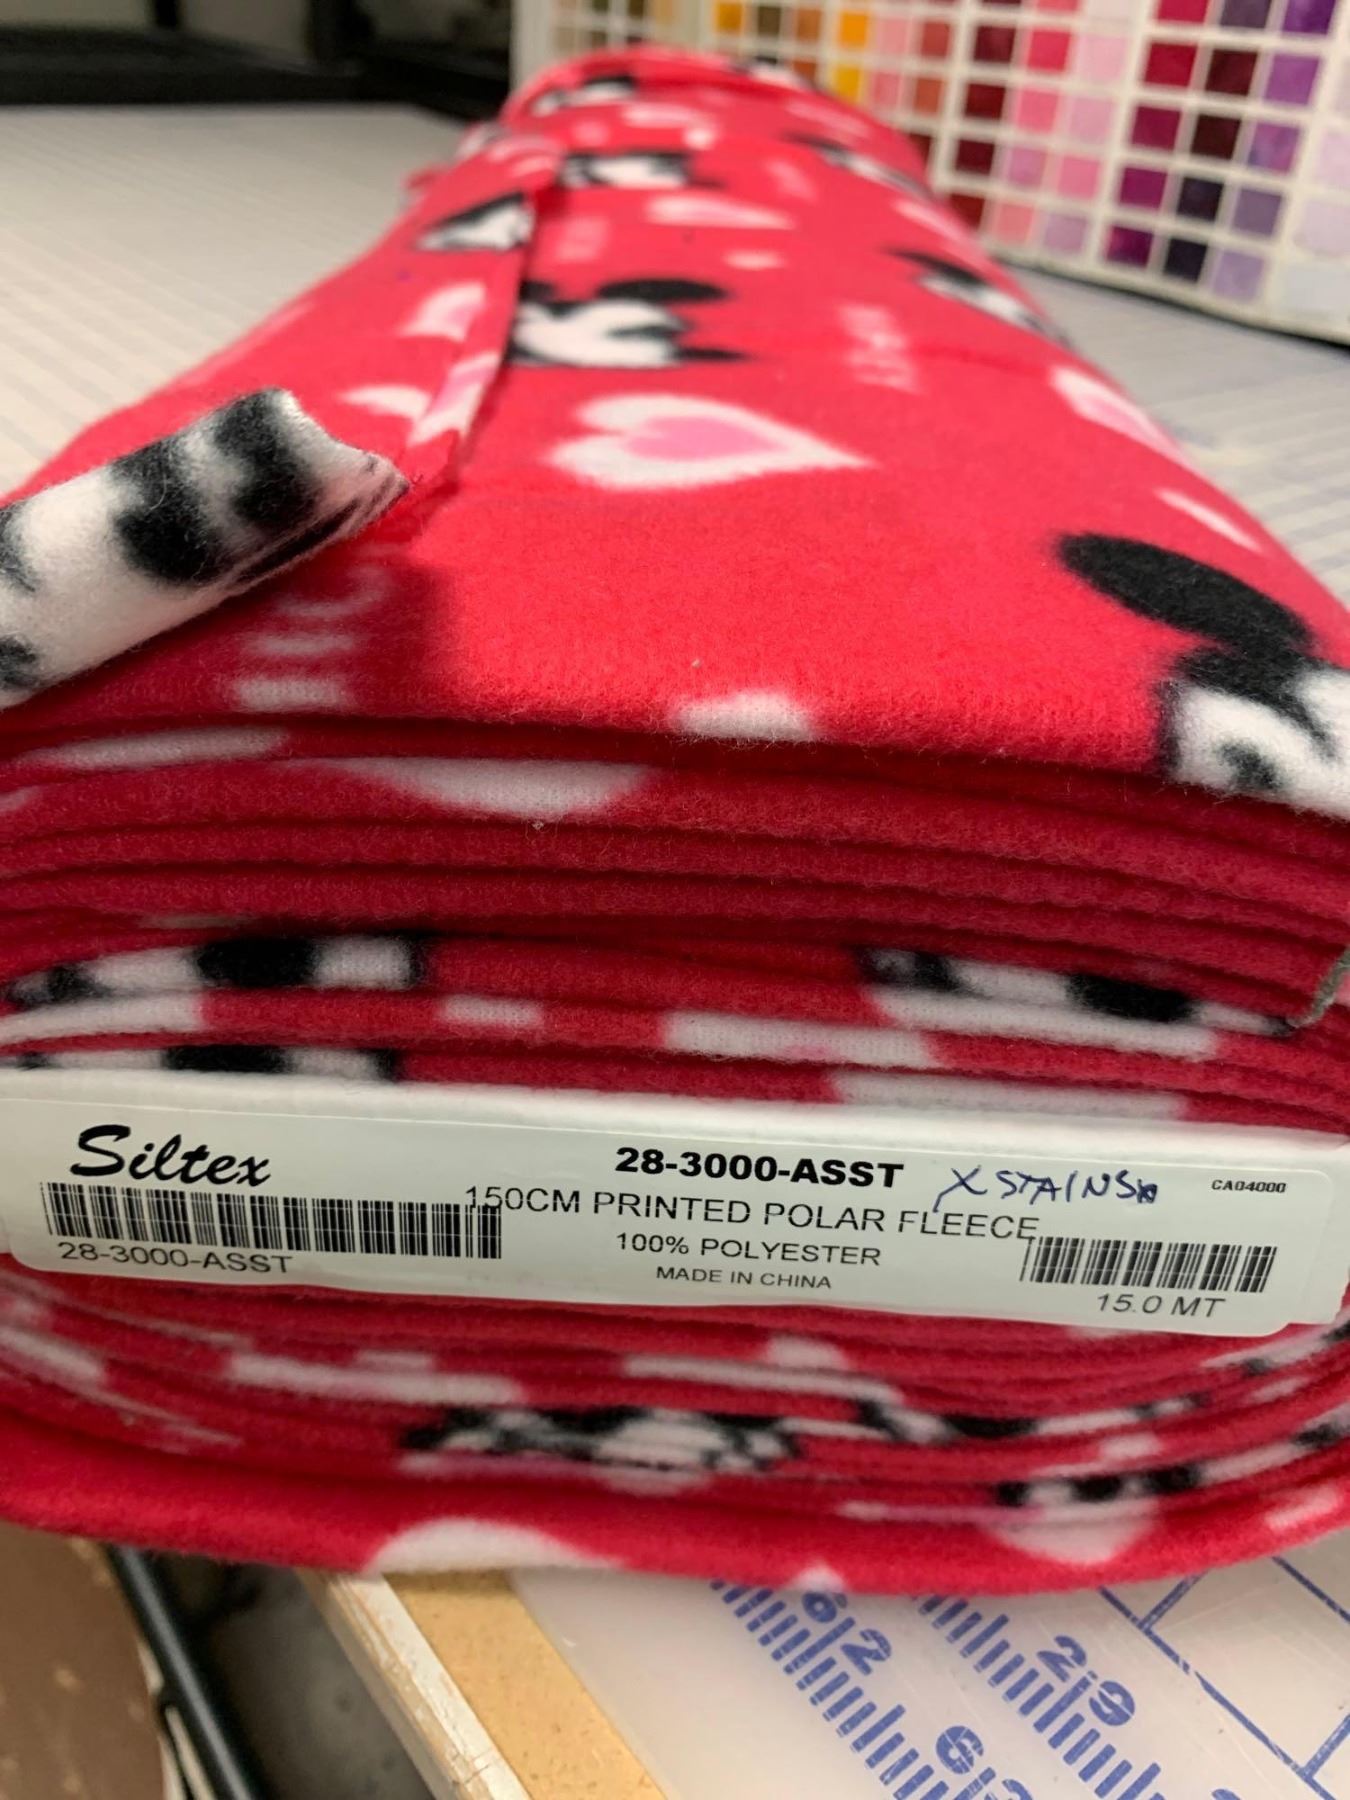 Siltex
28-3000-ASST
X STAINS
CA04000
150CM PRINTED POLAR FLEECE
28-3000-ASST
100% POLYESTER
MADE IN CHINA
15.0 MT